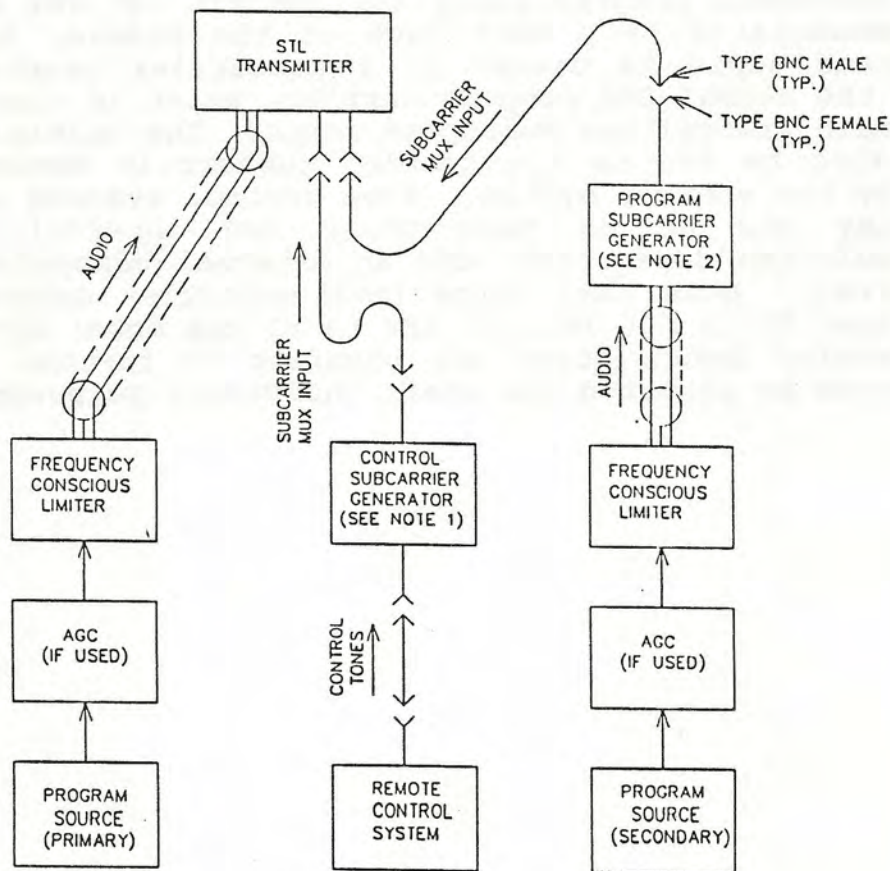 STL
TRANSMITTER
TYPE BNC MALE
(TYP.)
TYPE BNC FEMALE
(TYP.)
SUBCARRIER
MUX INPUT
PROGRAM
SUBCARRIER
GENERATOR
(SEE NOTE 2)
AUDIO
SUBCARRIER
MUX INPUT
AUDIO
FREQUENCY
CONSCIOUS
LIMITER
CONTROL
SUBCARRIER
GENERATOR
(SEE NOTE 1)
FREQUENCY
CONSCIOUS
LIMITER
AGC
(IF USED)
CONTROL
TONES
AGC
(IF USED)
PROGRAM
SOURCE
(PRIMARY)
REMOTE
CONTROL
SYSTEM
PROGRAM
SOURCE
(SECONDARY)